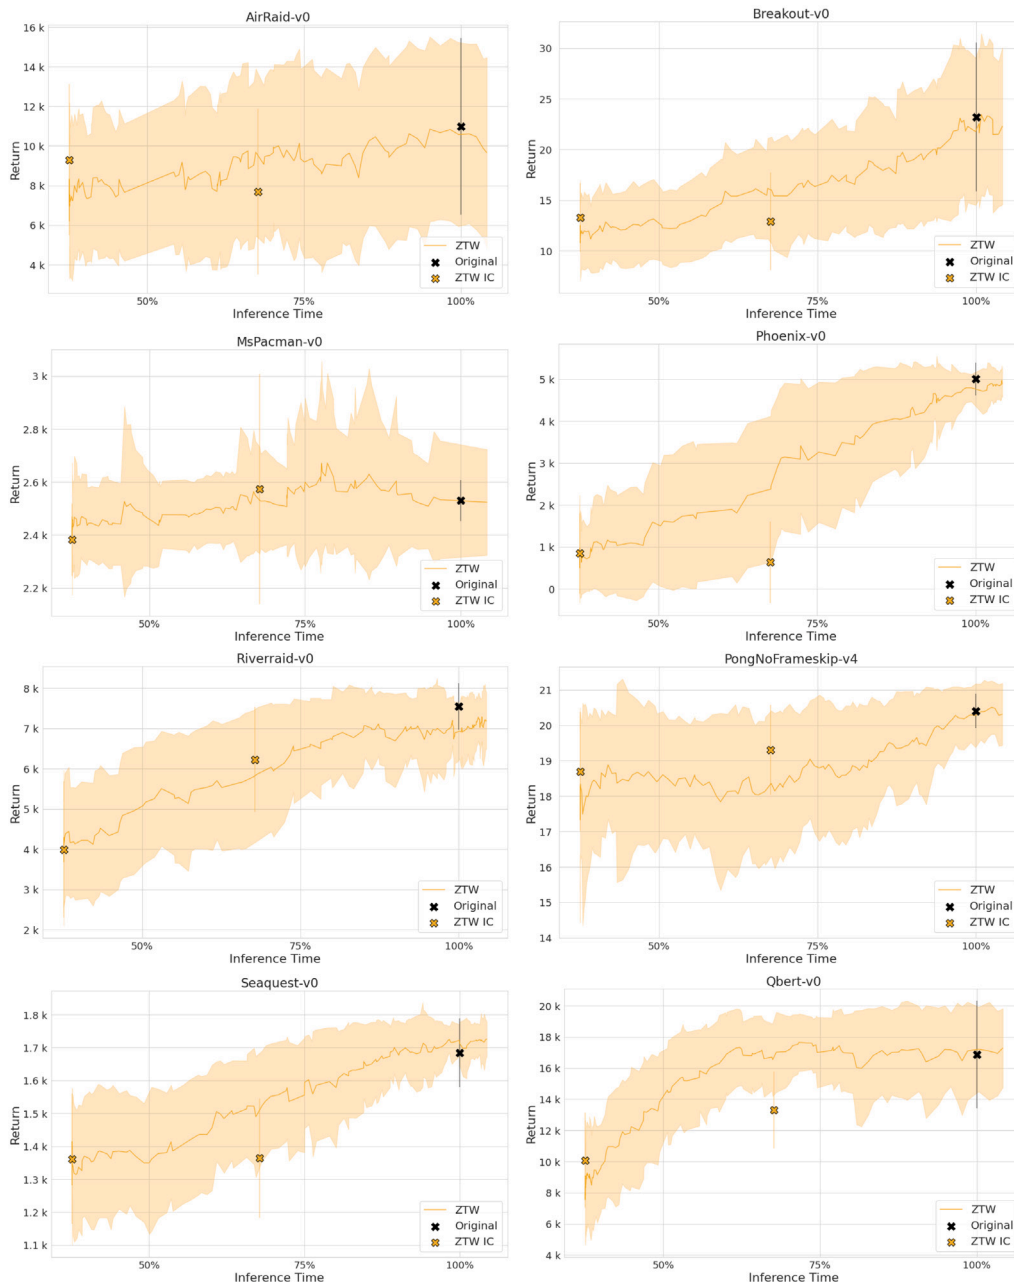 AirRaid-v0
16 k
14 k
12 k
10 k
8 k
6 k
4 k
Return
50%
75%
100%
Inference Time
ZTW
Original
ZTW IC
Breakout-v0
30
25
20
15
10
Return
50%
75%
100%
Inference Time
ZTW
Original
ZTW IC
MsPacman-v0
3 k
2.8 k
2.6 k
2.4 k
2.2 k
Return
50%
75%
100%
Inference Time
ZTW
Original
ZTW IC
Phoenix-v0
5 k
4 k
3 k
2 k
1 k
0
Return
50%
75%
100%
Inference Time
ZTW
Original
ZTW IC
Riverraid-v0
8 k
7 k
6 k
5 k
4 k
3 k
2 k
Return
50%
75%
100%
Inference Time
ZTW
Original
ZTW IC
PongNoFrameskip-v4
21
20
19
18
17
16
15
14
Return
50%
75%
100%
Inference Time
ZTW
Original
ZTW IC
Seaquest-v0
1.8 k
1.7 k
1.6 k
1.5 k
1.4 k
1.3 k
1.2 k
1.1 k
Return
50%
75%
100%
Inference Time
ZTW
Original
ZTW IC
Qbert-v0
20 k
18 k
16 k
14 k
12 k
10 k
8 k
6 k
4 k
Return
50%
75%
100%
Inference Time
ZTW
Original
ZTW IC